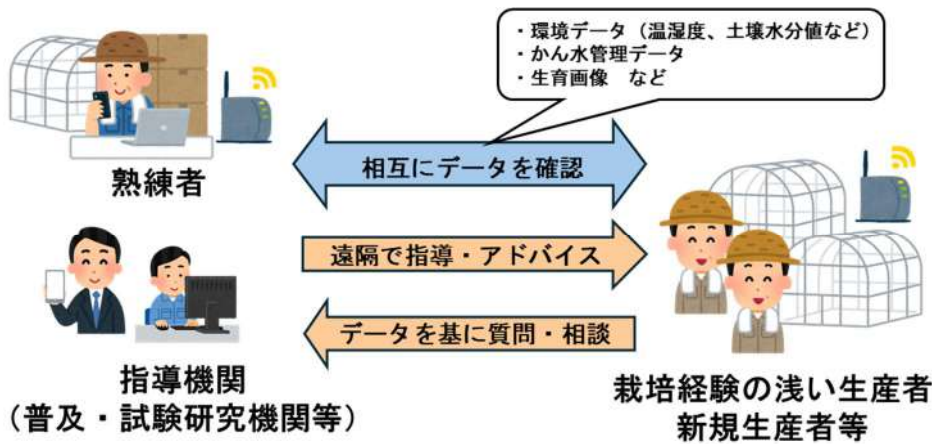 ・環境データ（温湿度、土壌水分値など）
・かん水管理データ
・生育画像　など
相互にデータを確認
熟練者
遠隔で指導・アドバイス
データを基に質問・相談
指導機関
（普及・試験研究機関等）
栽培経験の浅い生産者
新規生産者等